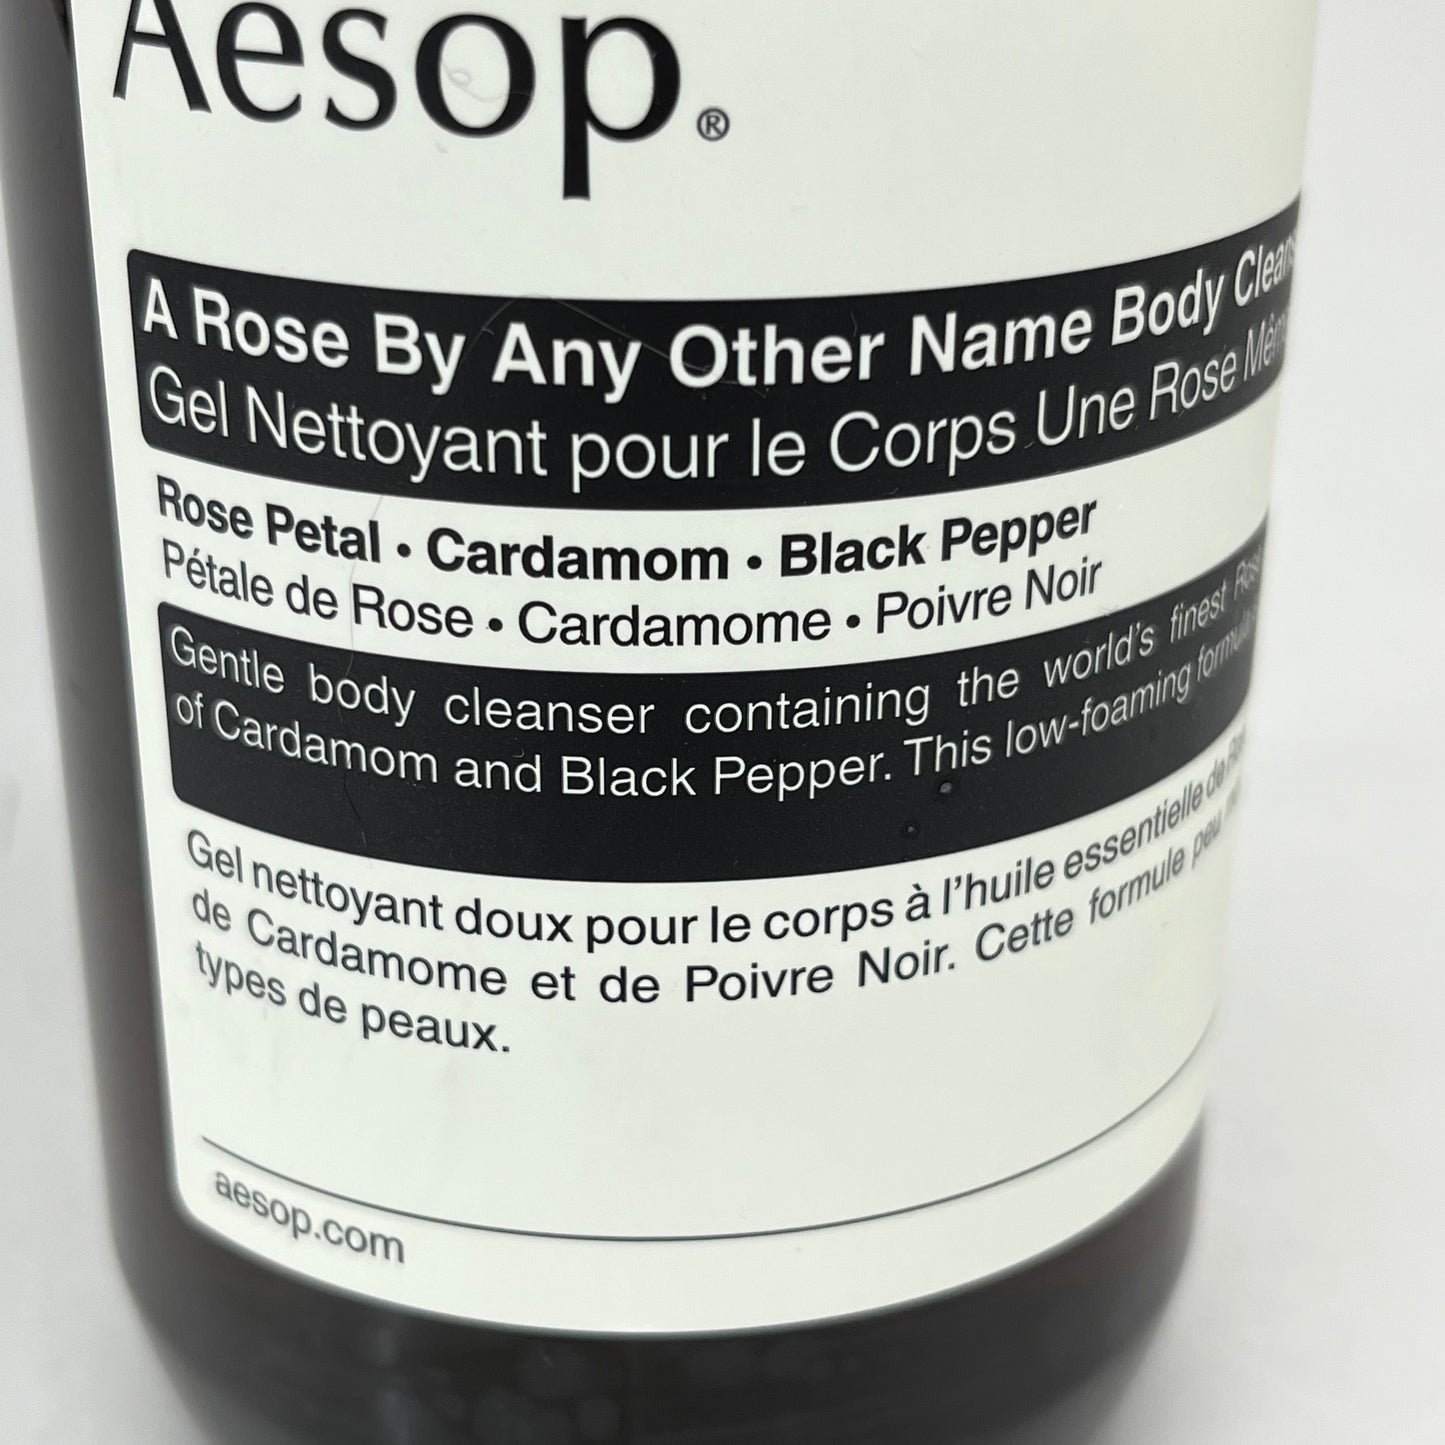 Aesop.®
A Rose By Any Other Name Body
Gel Nettoyant pour le Corps Une Rose
Rose Petal • Cardamom • Black Pepper
Pétale de Rose • Cardamome • Poivre Noir
Gentle body cleanser containing the world's finest
of Cardamom and Black Pepper. This low-foaming
Gel nettoyant doux pour le corps à l'huile essentielle de
de Cardamome et de Poivre Noir. Cette formule peu
types de peaux.
aesop.com